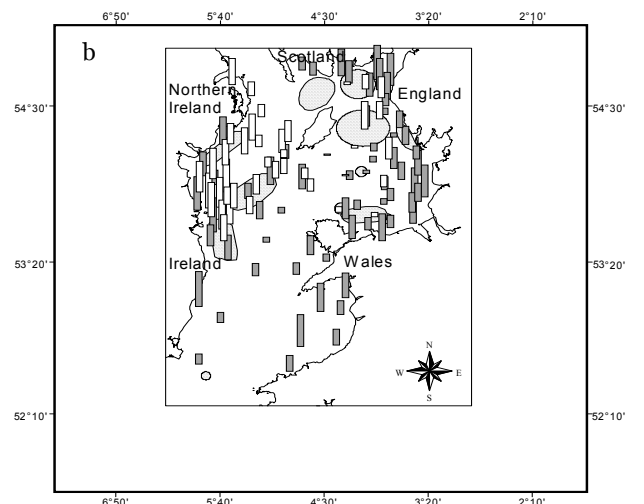 6°50' 5°40' 4°30' 3°20' 2°10'
b
Scotland
Northern
Ireland
England
54°30' 54°30'
53°20' 53°20'
Ireland
Wales
N
W E
S
52°10' 52°10'
6°50' 5°40' 4°30' 3°20' 2°10'